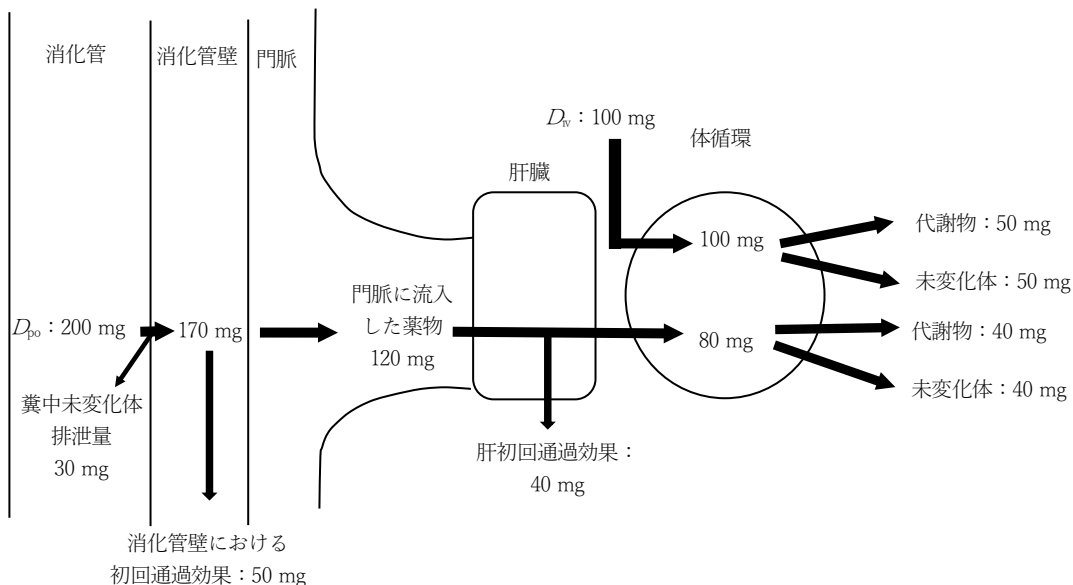 消化管
消化管壁
門脈
D_iv：100 mg
体循環
肝臓
100 mg
代謝物：50 mg
未変化体：50 mg
D_po：200 mg
170 mg
門脈に流入
した薬物
120 mg
80 mg
代謝物：40 mg
未変化体：40 mg
糞中未変化体
排泄量
30 mg
肝初回通過効果：
40 mg
消化管壁における
初回通過効果：50 mg